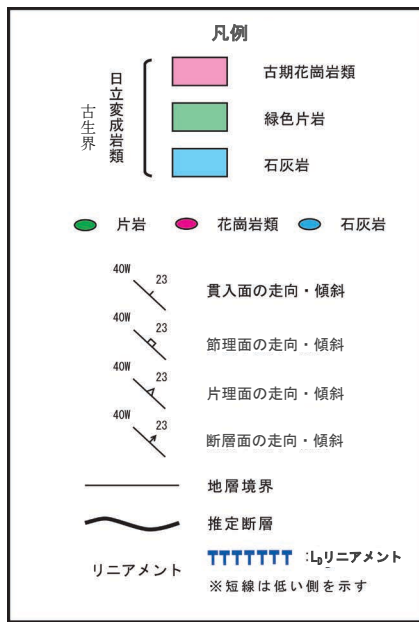 凡例
古生界
日立変成岩類
古期花崗岩類
緑色片岩
石灰岩
片岩 花崗岩類 石灰岩
40W 23 貫入面の走向・傾斜
40W 23 節理面の走向・傾斜
40W 23 片理面の走向・傾斜
40W 23 断層面の走向・傾斜
地層境界
推定断層
リニアメント :LDリニアメント
※短線は低い側を示す